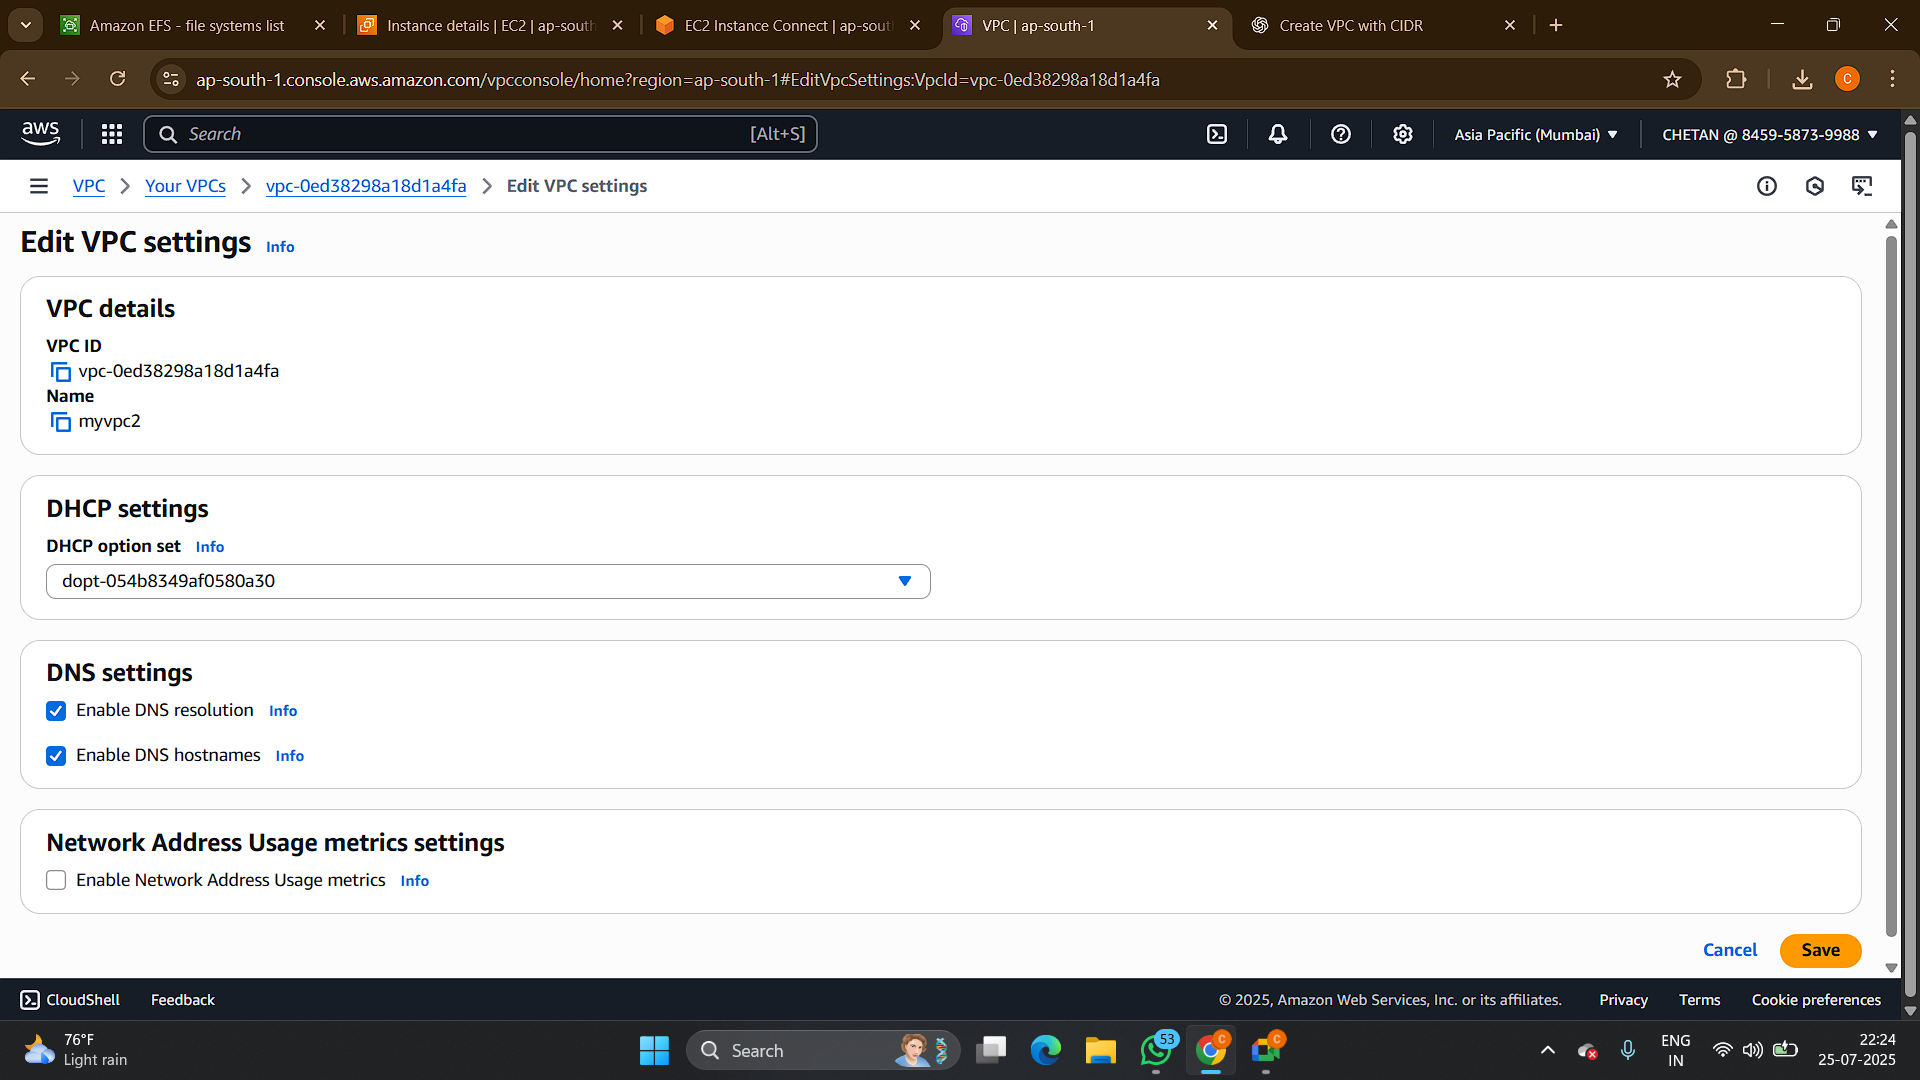 Amazon EFS - file systems list
Instance details | EC2 | ap-south
EC2 Instance Connect | ap-sout
VPC | ap-south-1
Create VPC with CIDR
ap-south-1.console.aws.amazon.com/vpcconsole/home?region=ap-south-1#EditVpcSettings:VpcId=vpc-0ed38298a18d1a4fa
C
aws
Search
[Alt+S]
Asia Pacific (Mumbai)
CHETAN @ 8459-5873-9988
VPC
Your VPCs
vpc-0ed38298a18d1a4fa
Edit VPC settings
Edit VPC settings Info
VPC details
VPC ID
vpc-0ed38298a18d1a4fa
Name
myvpc2
DHCP settings
DHCP option set Info
dopt-054b8349af0580a30
DNS settings
Enable DNS resolution Info
Enable DNS hostnames Info
Network Address Usage metrics settings
Enable Network Address Usage metrics Info
Cancel
Save
CloudShell
Feedback
© 2025, Amazon Web Services, Inc. or its affiliates.
Privacy
Terms
Cookie preferences
76°F
Light rain
Search
53
C
C
ENG
IN
22:24
25-07-2025